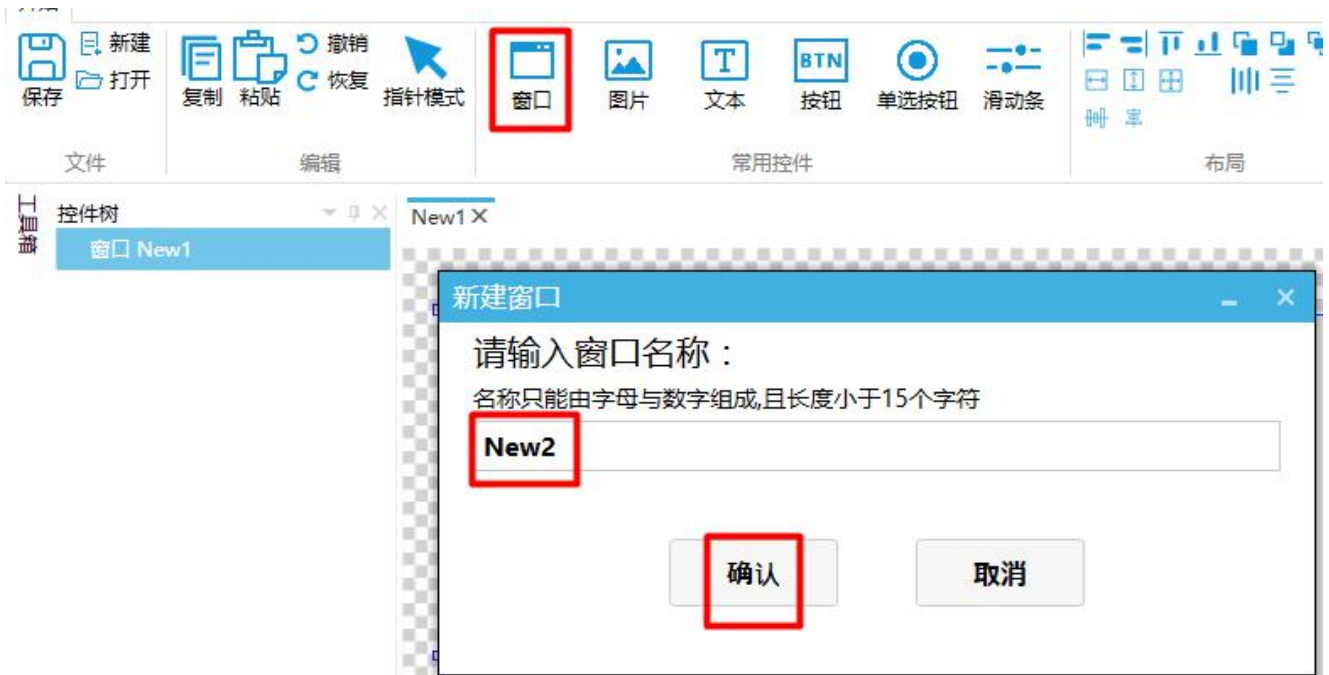 新建
撤销
打开
恢复
保存
复制
粘贴
指针模式
窗口
图片
T
文本
BTN
按钮
单选按钮
滑动条
文件
编辑
常用控件
布局
工具箱
控件树
New1
窗口 New1
新建窗口
请输入窗口名称：
名称只能由字母与数字组成,且长度小于15个字符
New2
确认
取消